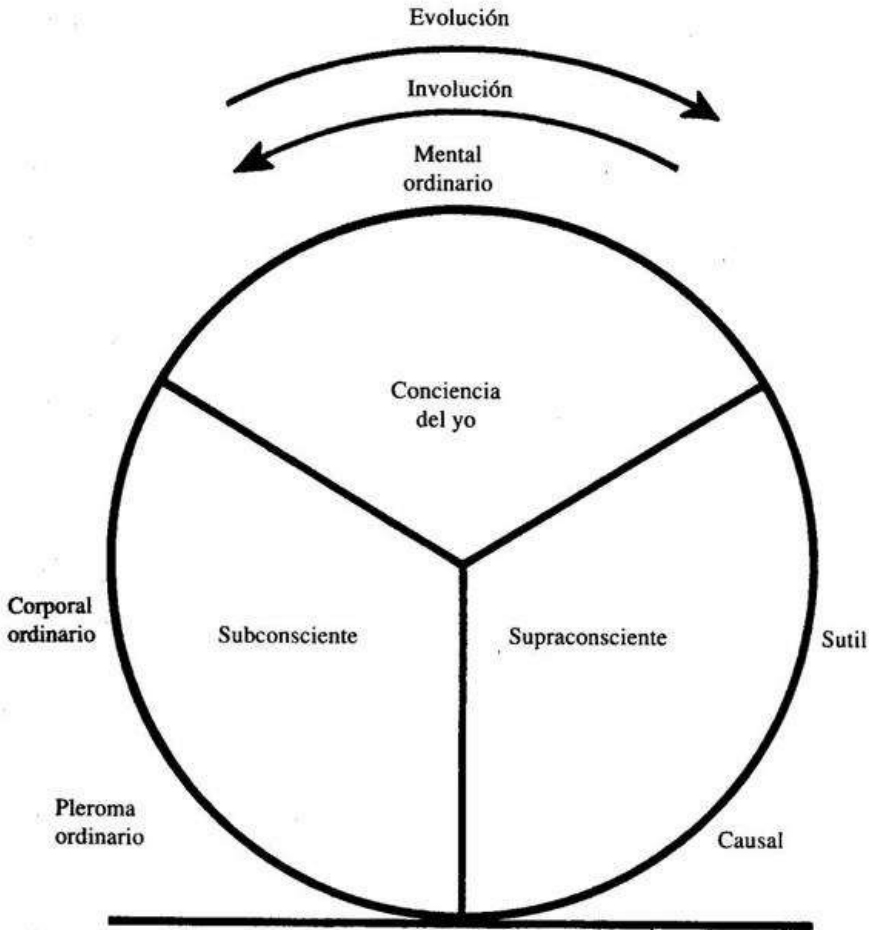 Evolución
Involución
Mental
ordinario
Conciencia
del yo
Corporal
ordinario
Subconsciente
Supraconsciente
Sutil
Pleroma
ordinario
Causal